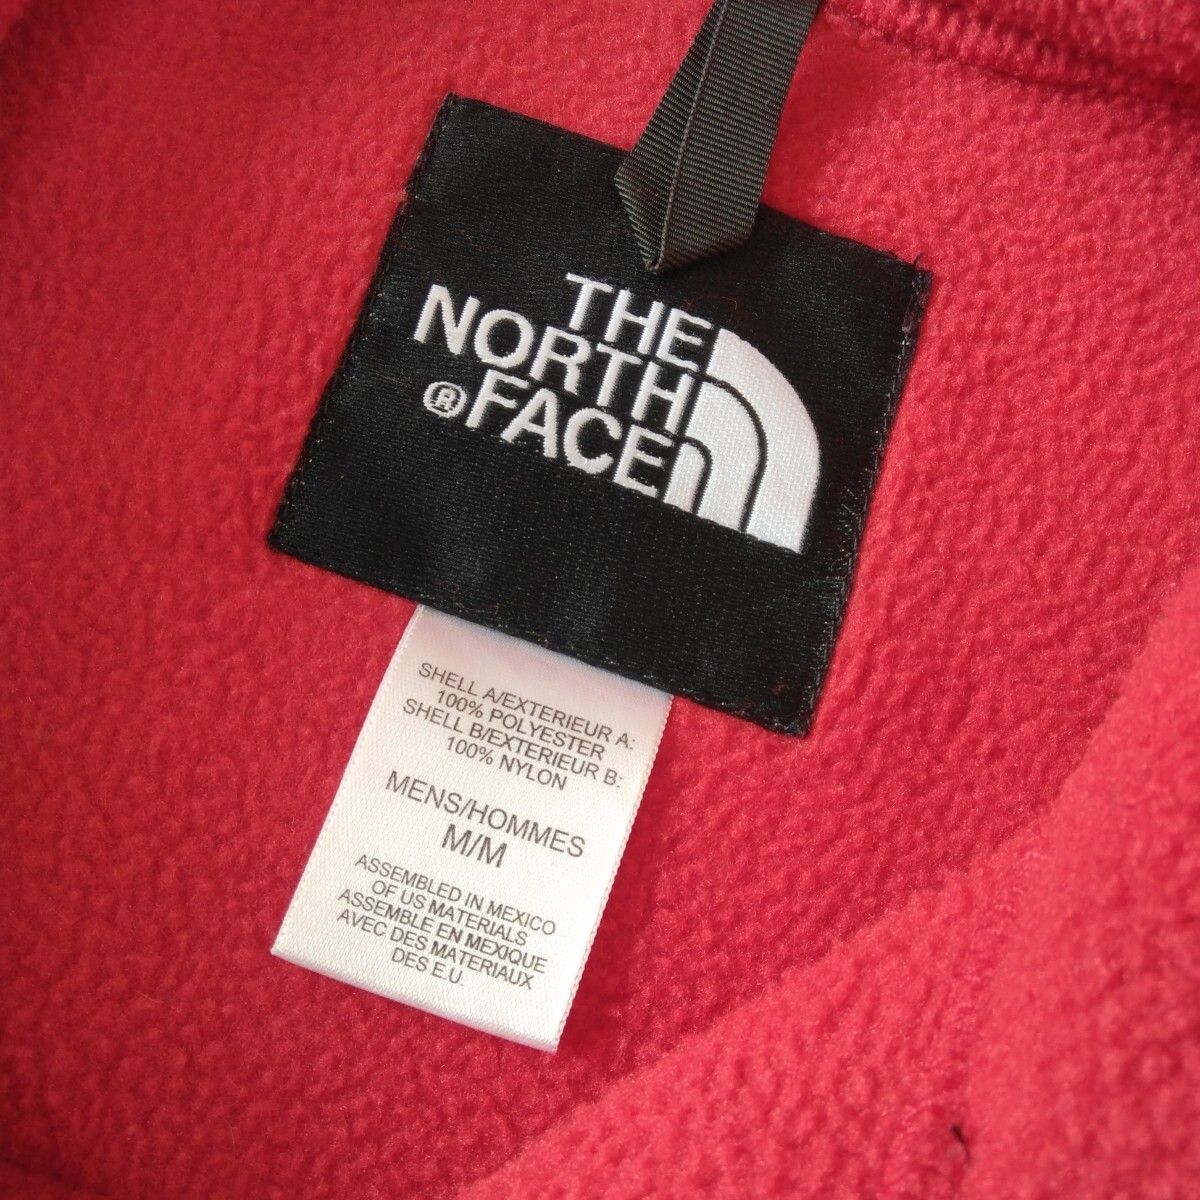 THE
NORTH
® FACE
SHELL A/EXTERIEUR A:
100% POLYESTER
SHELL B/EXTERIEUR B:
100% NYLON
MENS/HOMMES
M/M
ASSEMBLED IN MEXICO
OF US MATERIALS
ASSEMBLE EN MEXIQUE
AVEC DES MATERIAUX
DES E.U.